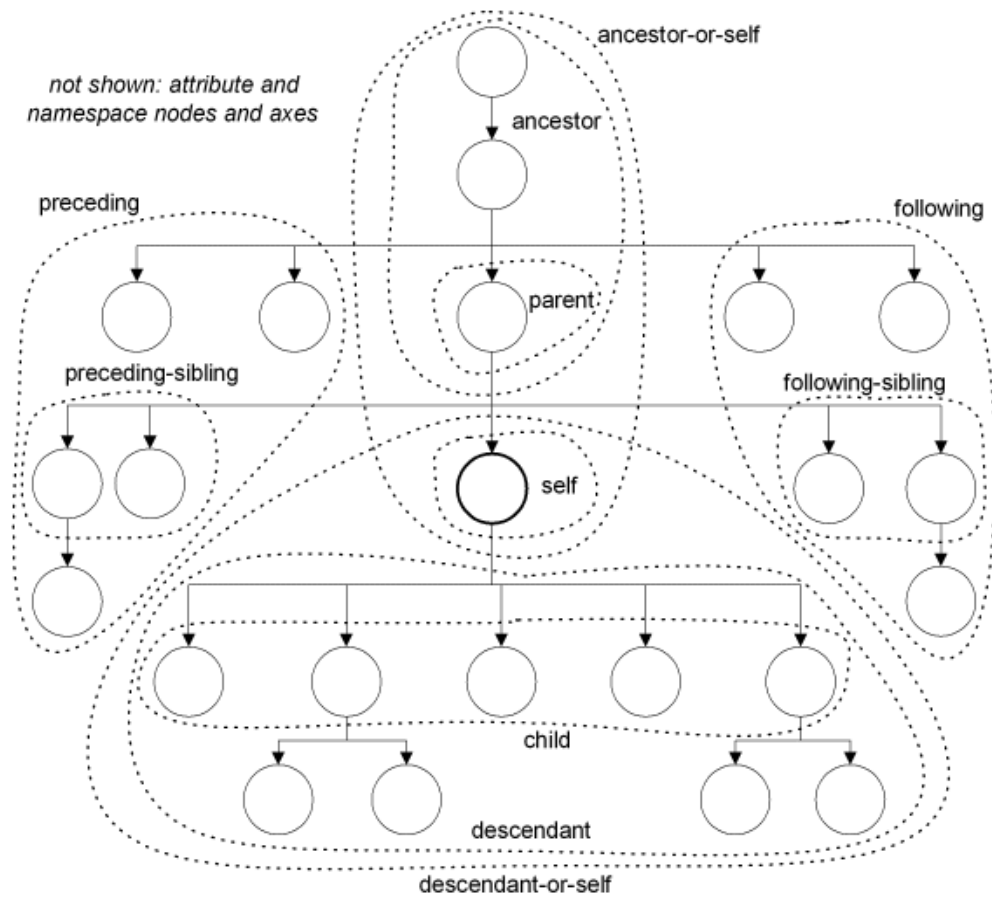 ancestor-or-self
not shown: attribute and
namespace nodes and axes
ancestor
preceding
following
parent
preceding-sibling
following-sibling
self
child
descendant
descendant-or-self